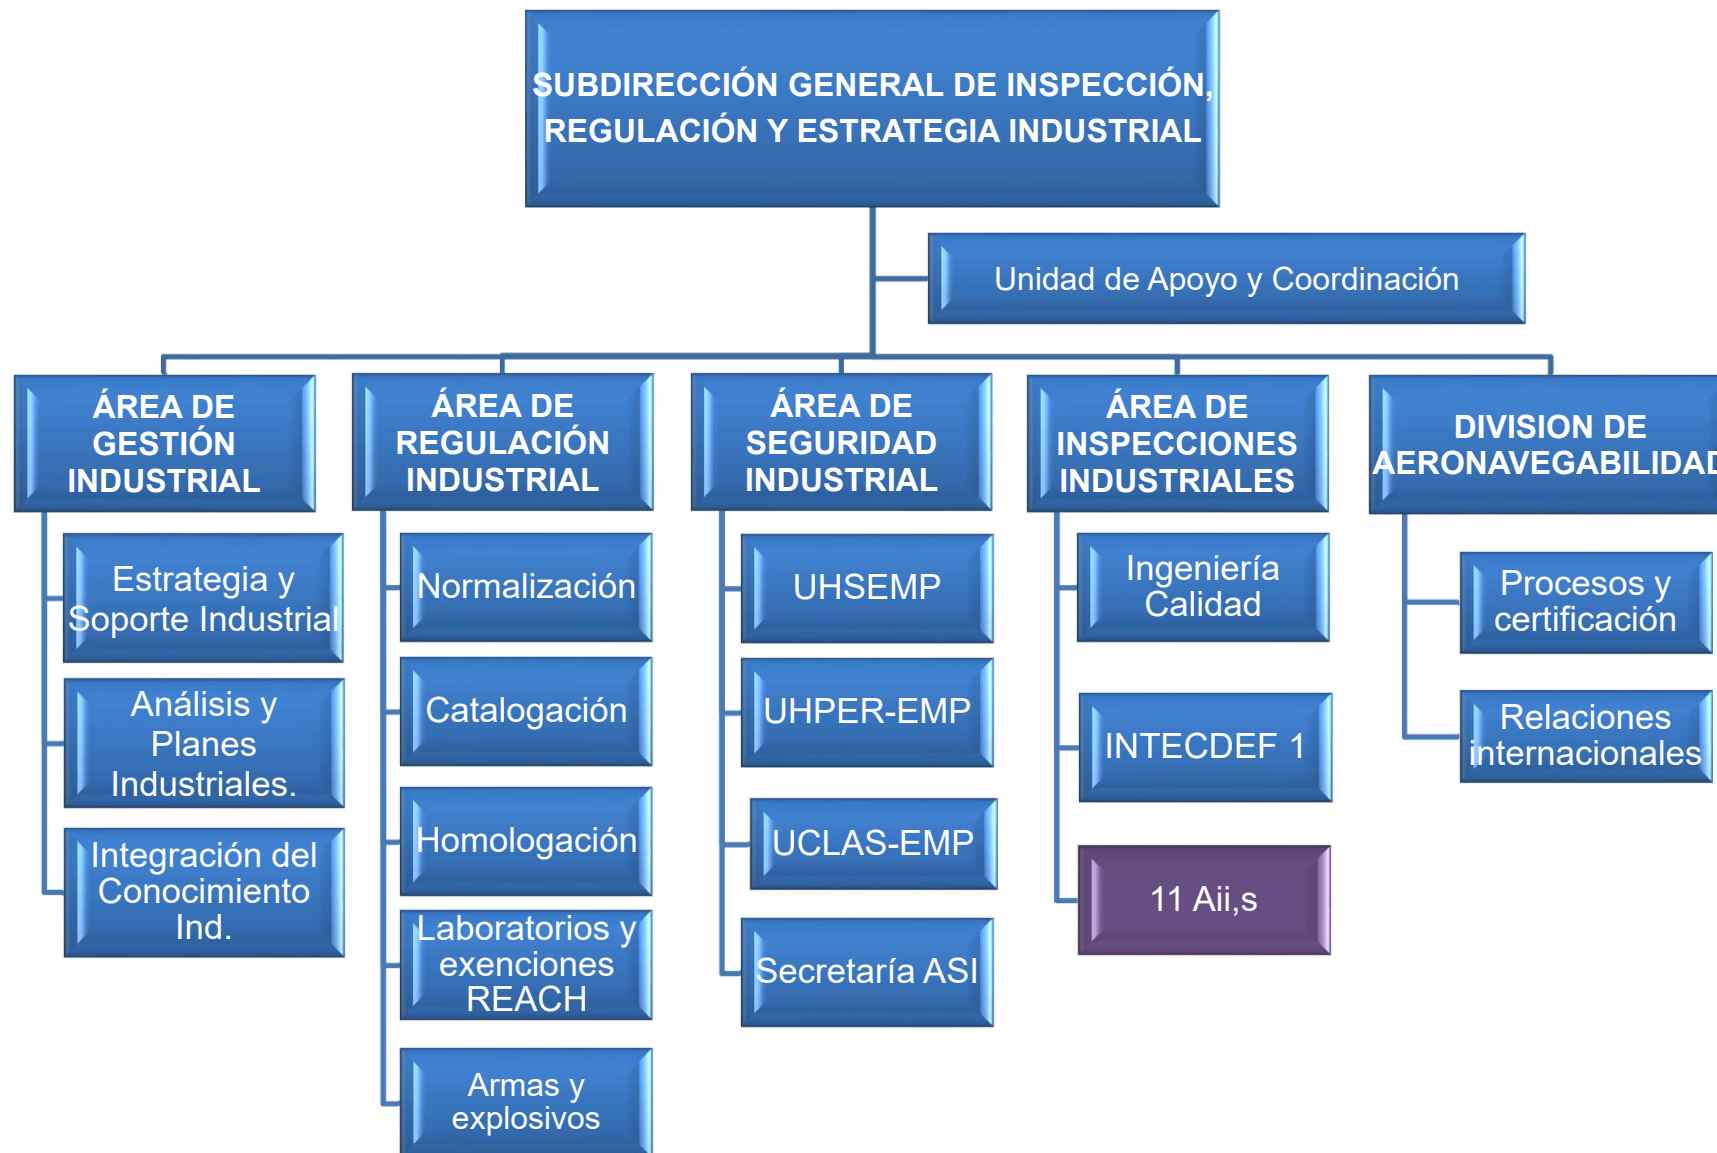 SUBDIRECCIÓN GENERAL DE INSPECCIÓN,
REGULACIÓN Y ESTRATEGIA INDUSTRIAL
Unidad de Apoyo y Coordinación
ÁREA DE
GESTIÓN
INDUSTRIAL
Estrategia y
Soporte Industrial
Análisis y
Planes
Industriales.
Integración del
Conocimiento
Ind.
ÁREA DE
REGULACIÓN
INDUSTRIAL
Normalización
Catalogación
Homologación
Laboratorios y
exenciones
REACH
Armas y
explosivos
ÁREA DE
SEGURIDAD
INDUSTRIAL
UHSEMP
UHPER-EMP
UCLAS-EMP
Secretaría ASI
ÁREA DE
INSPECCIONES
INDUSTRIALES
Ingeniería
Calidad
INTECDEF 1
11 Aii,s
DIVISION DE
AERONAVEGABILIDAD
Procesos y
certificación
Relaciones
internacionales